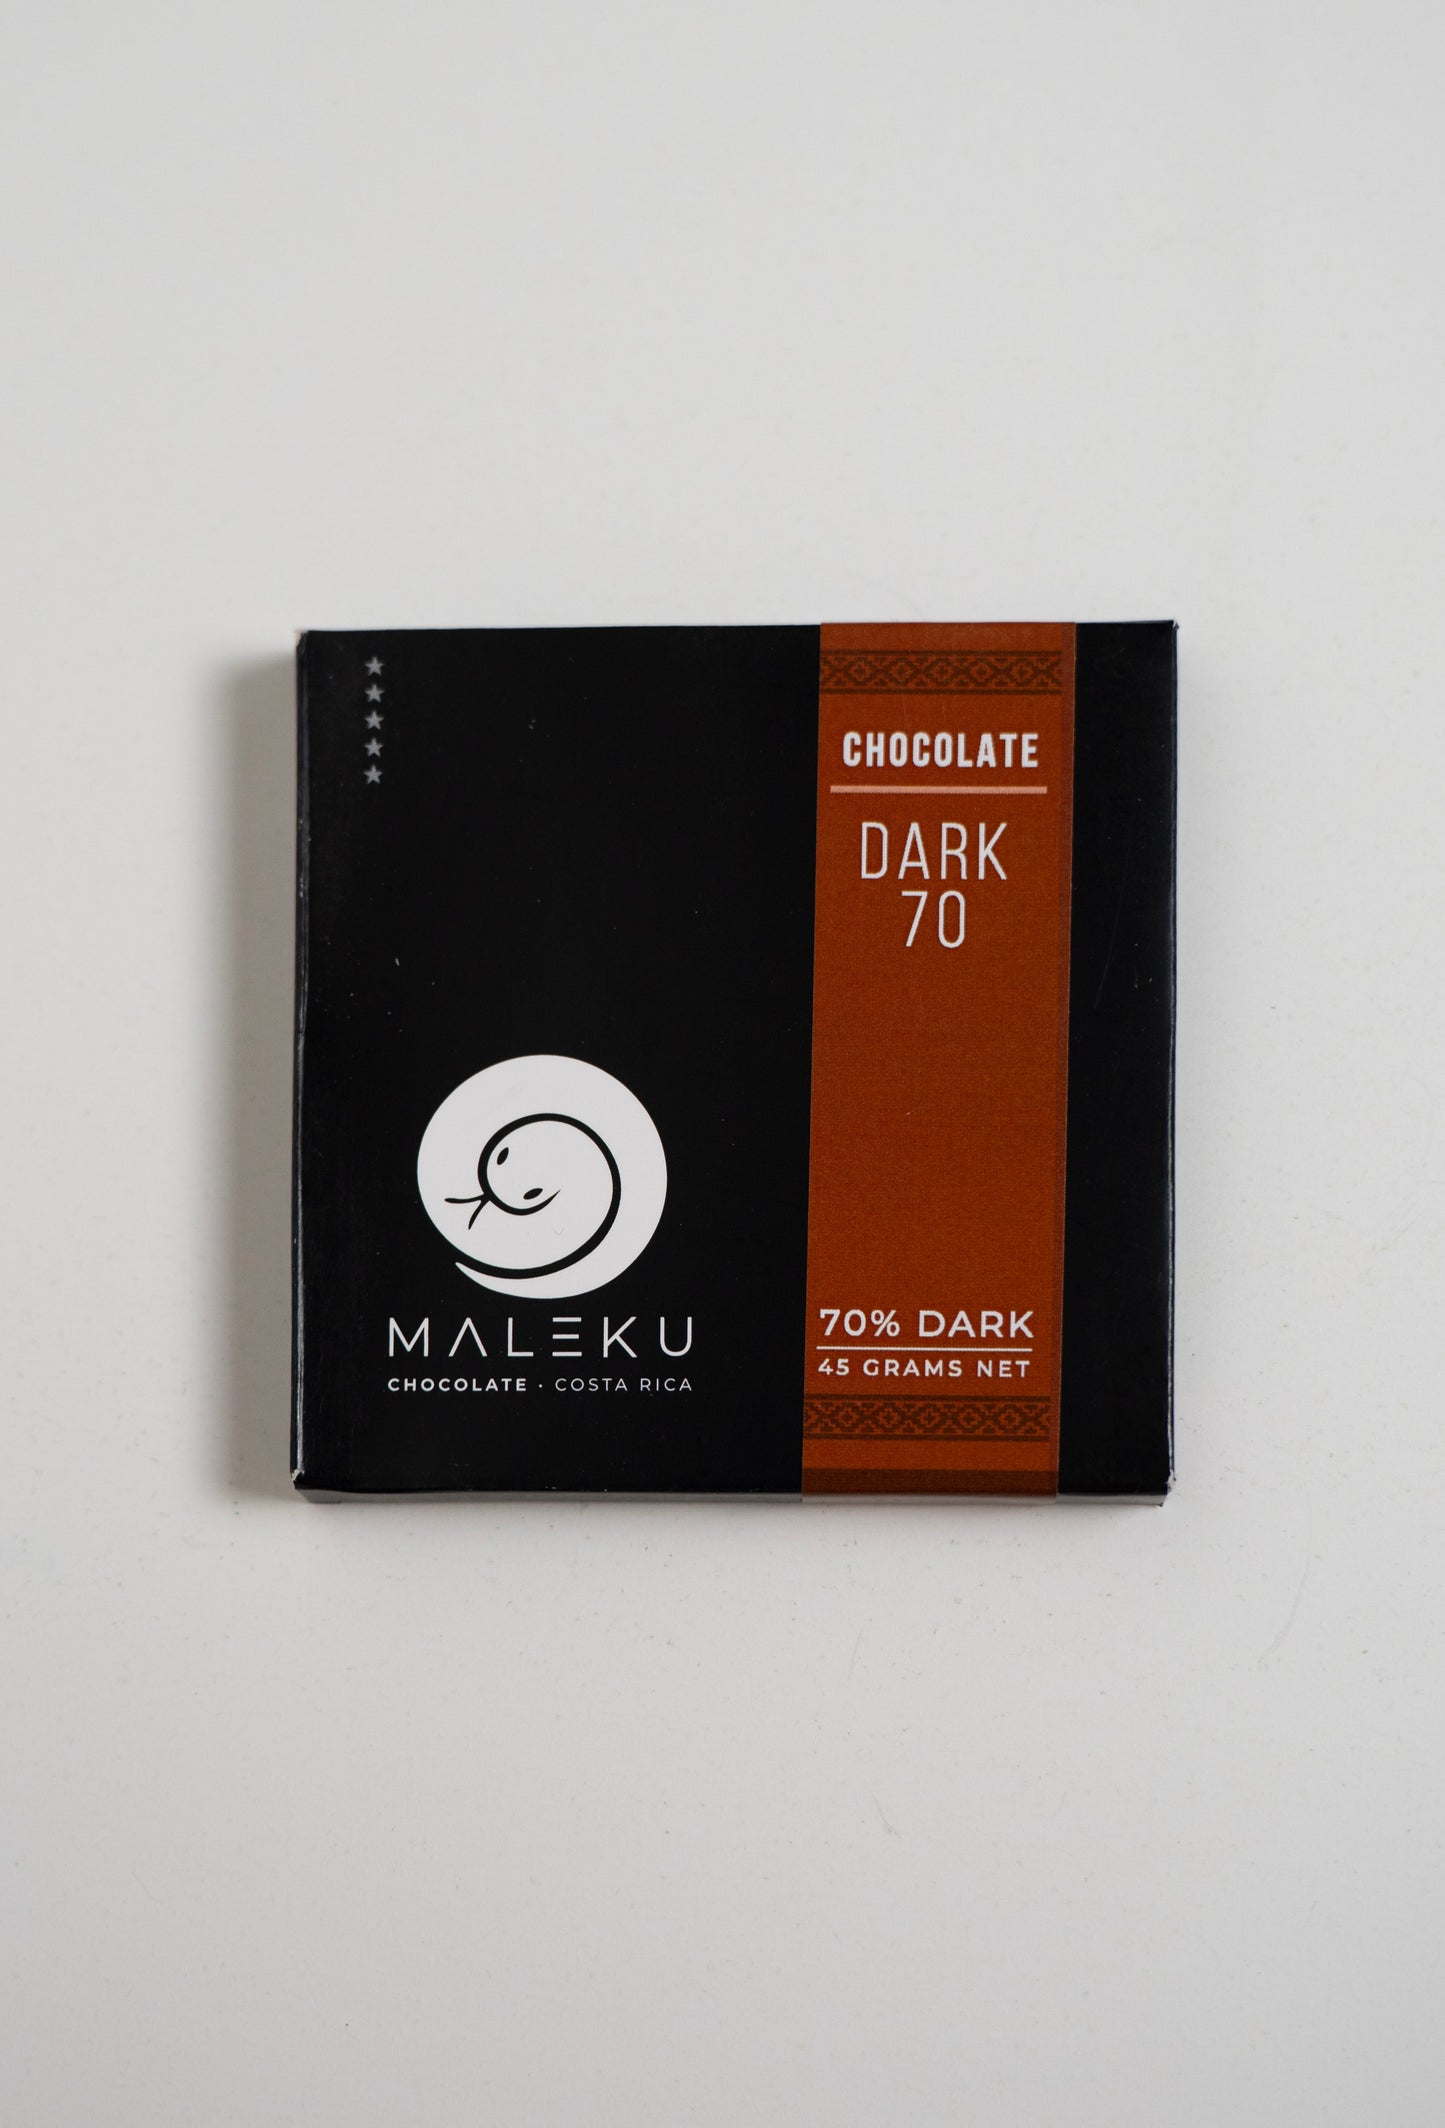 CHOCOLATE
DARK
70
MALEKU
CHOCOLATE · COSTA RICA
70% DARK
45 GRAMS NET